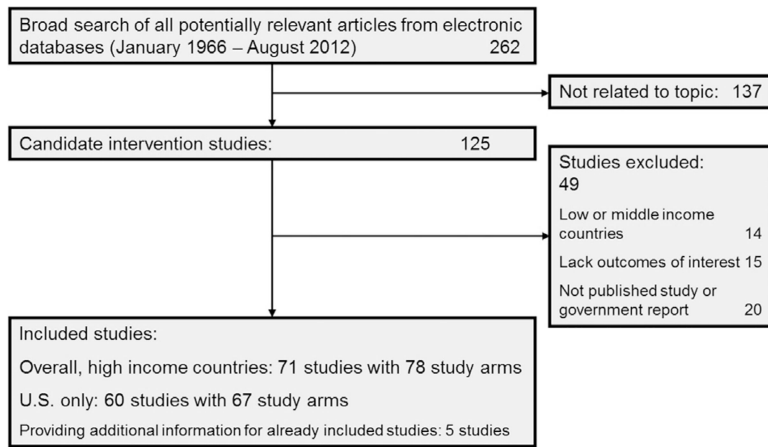 Broad search of all potentially relevant articles from electronic
databases (January 1966 – August 2012) 262
Not related to topic: 137
Candidate intervention studies: 125
Studies excluded:
49
Low or middle income
countries 14
Lack outcomes of interest 15
Not published study or
government report 20
Included studies:
Overall, high income countries: 71 studies with 78 study arms
U.S. only: 60 studies with 67 study arms
Providing additional information for already included studies: 5 studies